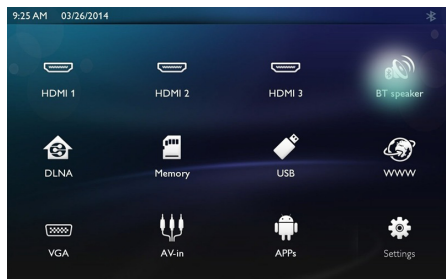 9:25 AM 03/26/2014
HDMI 1 HDMI 2 HDMI 3 BT speaker
DLNA Memory USB WWW
VGA AV-in APPs Settings